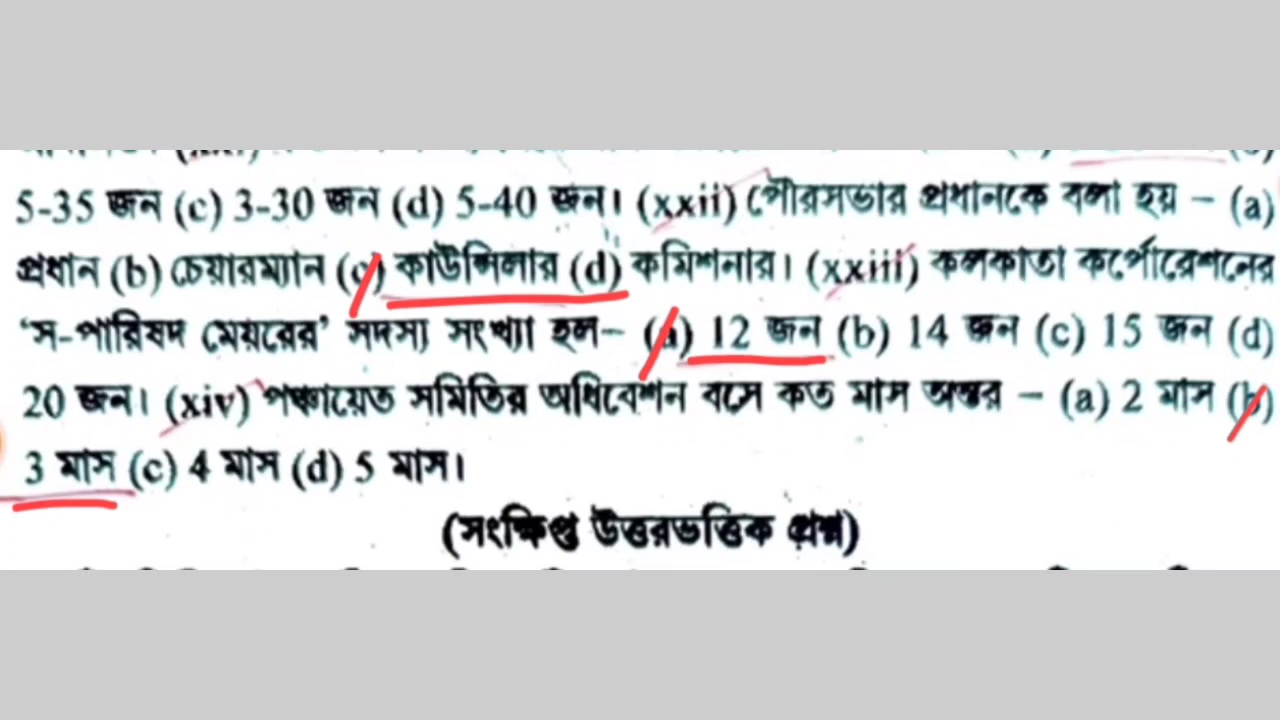 5-35 জন (c) 3-30 জন (d) 5-40 জন। (xxii) পৌরসভার প্রধানকে বলা হয় – (a)
প্রধান (b) চেয়ারম্যান (c) কাউন্সিলার (d) কমিশনার। (xxiii) কলকাতা কর্পোরেশনের
‘স-পারিষদ মেয়রের’ সদস্য সংখ্যা হল– (a) 12 জন (b) 14 জন (c) 15 জন (d)
20 জন। (xiv) পঞ্চায়েত সমিতির অধিবেশন বসে কত মাস অন্তর – (a) 2 মাস (b)
3 মাস (c) 4 মাস (d) 5 মাস।
(সংক্ষিপ্ত উত্তরভত্তিক প্রশ্ন)